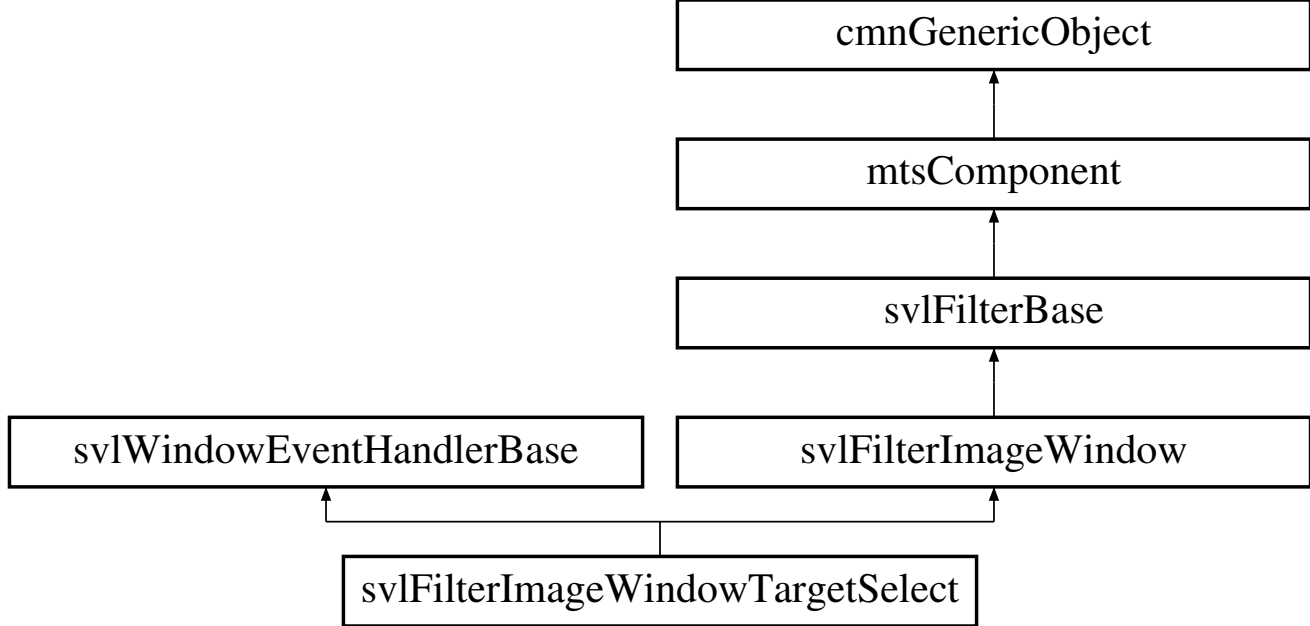 cmnGenericObject
mtsComponent
svlFilterBase
svlWindowEventHandlerBase
svlFilterImageWindow
svlFilterImageWindowTargetSelect